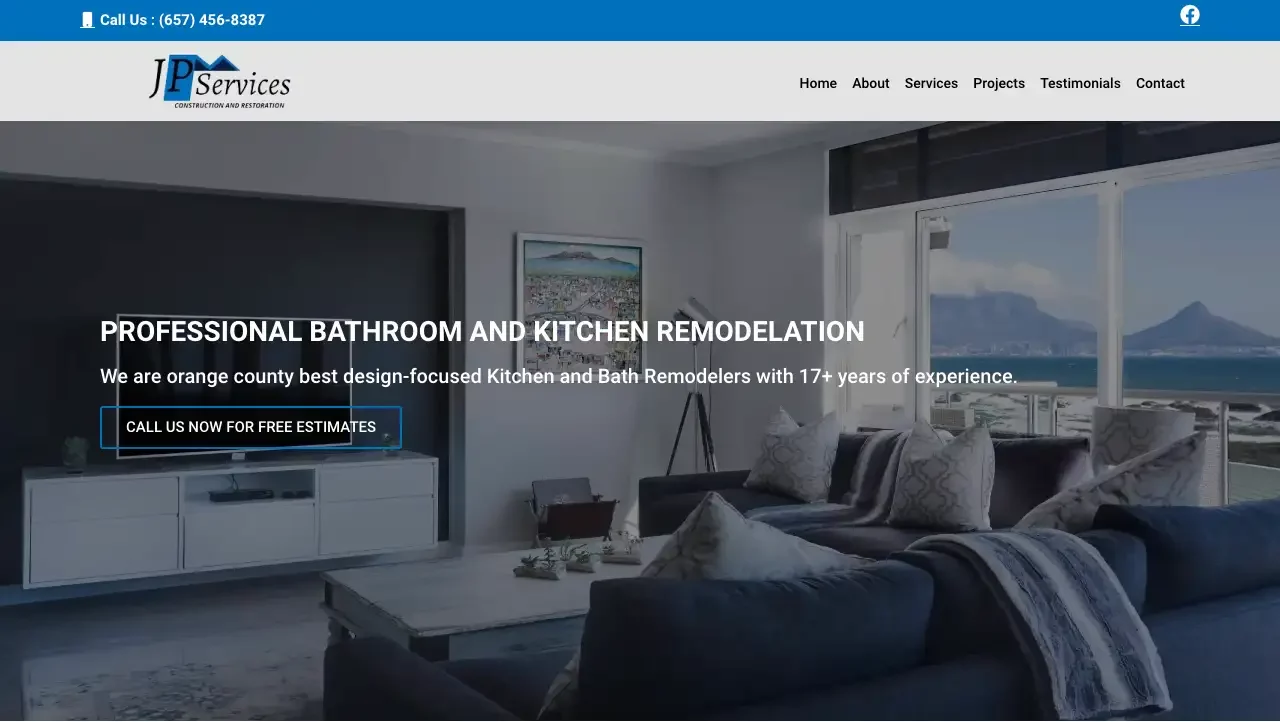 Call Us : (657) 456-8387
JP Services
CONSTRUCTION AND RESTORATION
Home About Services Projects Testimonials Contact
PROFESSIONAL BATHROOM AND KITCHEN REMODELATION
We are orange county best design-focused Kitchen and Bath Remodelers with 17+ years of experience.
CALL US NOW FOR FREE ESTIMATES